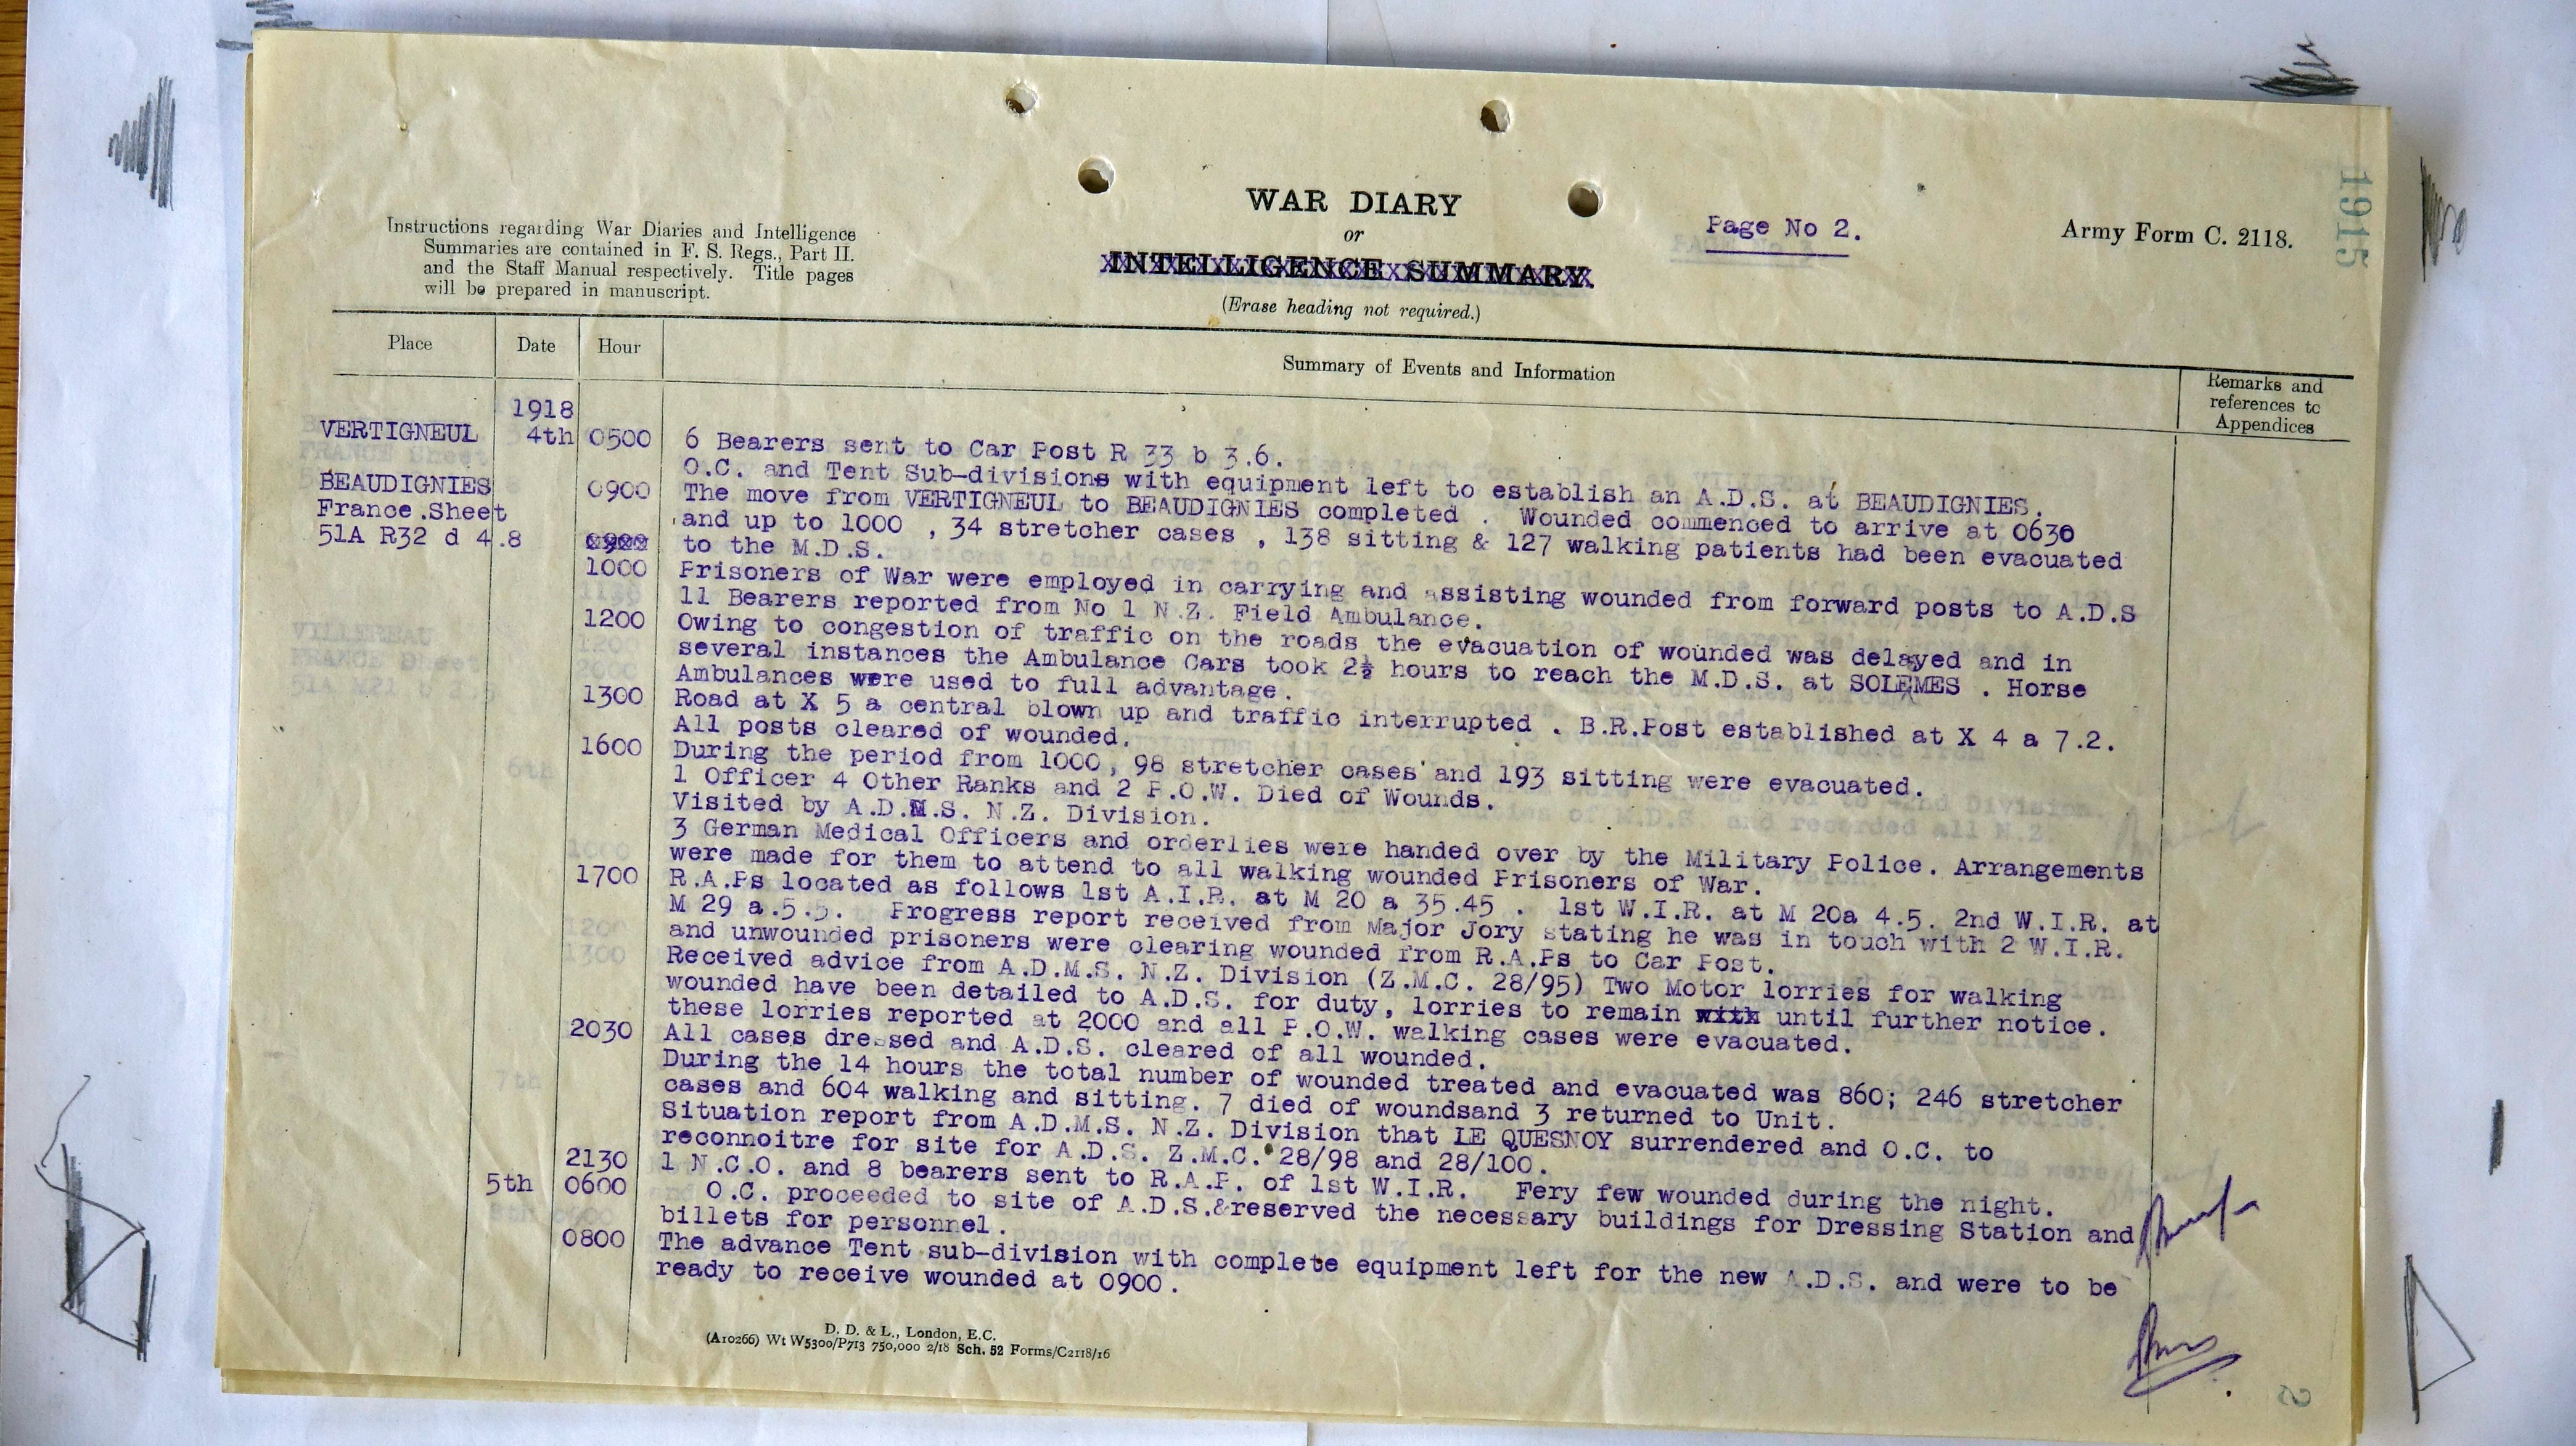 Instructions regarding War Diaries and Intelligence
Summaries are contained in F. S. Regs., Part II.
and the Staff Manual respectively. Title pages
will be prepared in manuscript.
WAR DIARY
or
INTELLIGENCE SUMMARY.
(Erase heading not required.)
Page No 2.
Army Form C. 2118.
1915
Place Date Hour Summary of Events and Information Remarks and
references to
Appendices
1918
VERTIGNEUL 4th 0500 6 Bearers sent to Car Post R 33 b 3.6.
O.C. and Tent Sub-divisions with equipment left to establish an A.D.S. at BEAUDIGNIES.
BEAUDIGNIES 0900 The move from VERTIGNEUL to BEAUDIGNIES completed . Wounded commenced to arrive at 0630
France .Sheet and up to 1000 , 34 stretcher cases , 138 sitting & 127 walking patients had been evacuated
51A R32 d 4.8 0900 to the M.D.S.
1000 Prisoners of War were employed in carrying and assisting wounded from forward posts to A.D.S
11 Bearers reported from No 1 N.Z. Field Ambulance.
1200 Owing to congestion of traffic on the roads the evacuation of wounded was delayed and in
several instances the Ambulance Cars took 2½ hours to reach the M.D.S. at SOLEMES . Horse
Ambulances were used to full advantage.
1300 Road at X 5 a central blown up and traffic interrupted . B.R.Post established at X 4 a 7.2.
All posts cleared of wounded.
1600 During the period from 1000, 98 stretcher cases and 193 sitting were evacuated.
1 Officer 4 Other Ranks and 2 P.O.W. Died of Wounds.
Visited by A.D.M.S. N.Z. Division.
3 German Medical Officers and orderlies were handed over by the Military Police. Arrangements
were made for them to attend to all walking wounded Prisoners of War.
1700 R.A.Ps located as follows 1st A.I.R. at M 20 a 35.45 . 1st W.I.R. at M 20a 4.5. 2nd W.I.R. at
M 29 a.5.5. Progress report received from Major Jory stating he was in touch with 2 W.I.R.
and unwounded prisoners were clearing wounded from R.A.Ps to Car Post.
Received advice from A.D.M.S. N.Z. Division (Z.M.C. 28/95) Two Motor lorries for walking
wounded have been detailed to A.D.S. for duty, lorries to remain with until further notice.
these lorries reported at 2000 and all P.O.W. walking cases were evacuated.
2030 All cases dressed and A.D.S. cleared of all wounded.
During the 14 hours the total number of wounded treated and evacuated was 860; 246 stretcher
cases and 604 walking and sitting. 7 died of woundsand 3 returned to Unit.
Situation report from A.D.M.S. N.Z. Division that LE QUESNOY surrendered and O.C. to
reconnoitre for site for A.D.S. Z.M.C. 28/98 and 28/100.
2130 1 N.C.O. and 8 bearers sent to R.A.P. of 1st W.I.R. Fery few wounded during the night.
5th 0600 O.C. proceeded to site of A.D.S.&reserved the necessary buildings for Dressing Station and
billets for personnel.
0800 The advance Tent sub-division with complete equipment left for the new A.D.S. and were to be
ready to receive wounded at 0900.
D. D. & L., London, E.C.
(A10266) Wt W5300/P713 750,000 2/18 Sch. 52 Forms/C2118/16
2